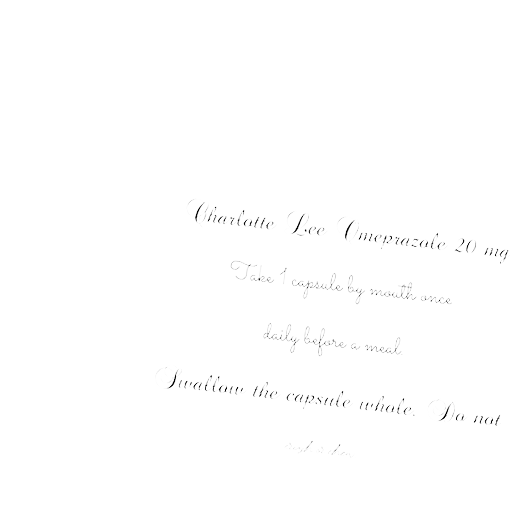 Charlotte Lee Omeprazole 20 mg
Take 1 capsule by mouth once
daily before a meal
Swallow the capsule whole. Do not